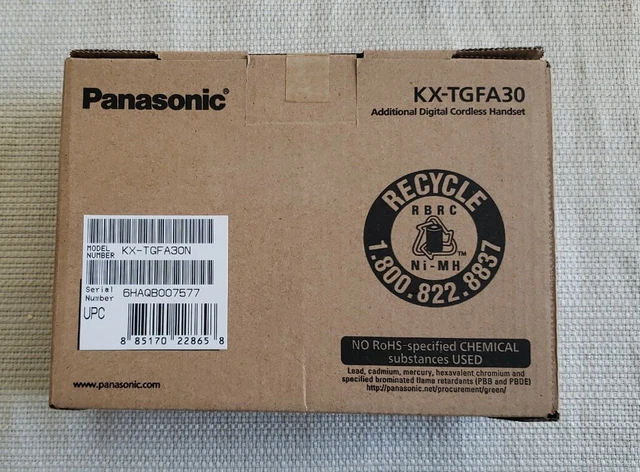 Panasonic®
KX-TGFA30
Additional Digital Cordless Handset
RECYCLE
RBRC
TM
Ni-MH
1.800.822.8837
MODEL
NUMBER
KX-TGFA30N
Serial
Number
6HAQB007577
UPC
8 85170 22865 8
NO RoHS-specified CHEMICAL
substances USED
Lead, cadmium, mercury, hexavalent chromium and
specified brominated flame retardants (PBB and PBDE)
http://panasonic.net/procurement/green/
www.panasonic.com